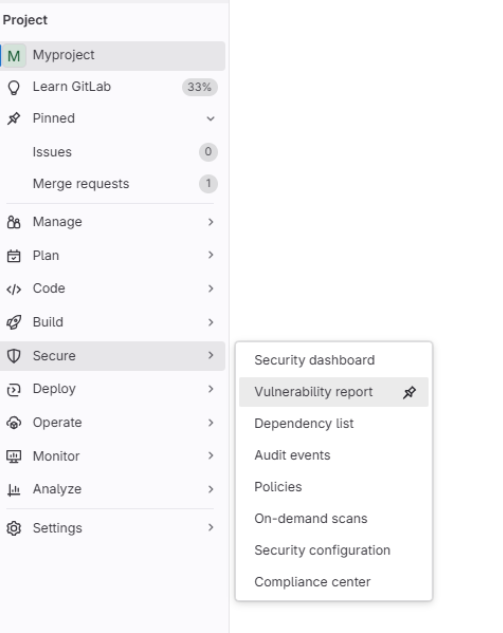 Project
M Myproject
Learn GitLab 33%
Pinned
Issues 0
Merge requests 1
Manage
Plan
Code
Build
Secure
Deploy
Operate
Monitor
Analyze
Settings
Security dashboard
Vulnerability report
Dependency list
Audit events
Policies
On-demand scans
Security configuration
Compliance center